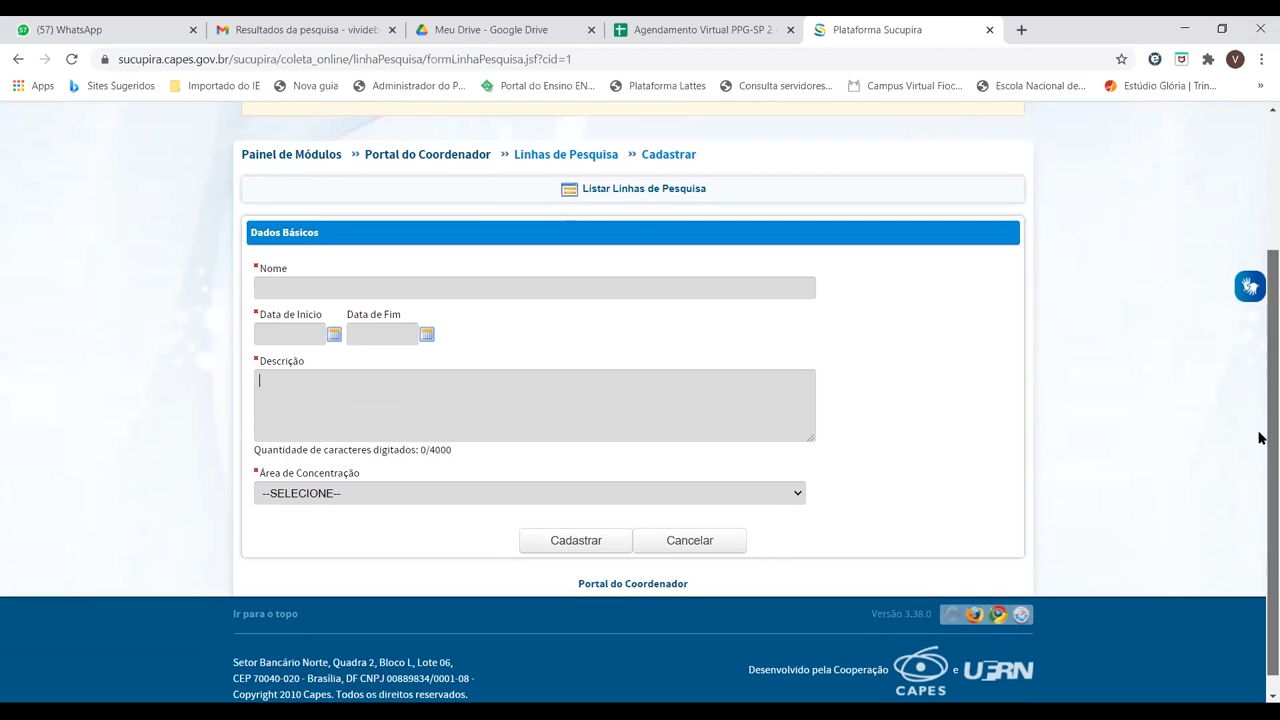 (57) WhatsApp
Resultados da pesquisa - vivideb
Meu Drive - Google Drive
Agendamento Virtual PPG-SP 2
Plataforma Sucupira
sucupira.capes.gov.br/sucupira/coleta_online/linhaPesquisa/formLinhaPesquisa.jsf?cid=1
V
Apps
Sites Sugeridos
Importado do IE
Nova guia
Administrador do P...
Portal do Ensino EN...
Plataforma Lattes
Consulta servidores...
Campus Virtual Fioc...
Escola Nacional de...
Estúdio Glória | Trin...
»
Painel de Módulos » Portal do Coordenador » Linhas de Pesquisa » Cadastrar
Listar Linhas de Pesquisa
Dados Básicos
* Nome
* Data de Inicio Data de Fim
* Descrição
Quantidade de caracteres digitados: 0/4000
* Área de Concentração
--SELECIONE--
Cadastrar Cancelar
Portal do Coordenador
Ir para o topo
Versão 3.38.0
Setor Bancário Norte, Quadra 2, Bloco L, Lote 06,
CEP 70040-020 - Brasília, DF CNPJ 00889834/0001-08 -
Copyright 2010 Capes. Todos os direitos reservados.
Desenvolvido pela Cooperação CAPES e UFRN